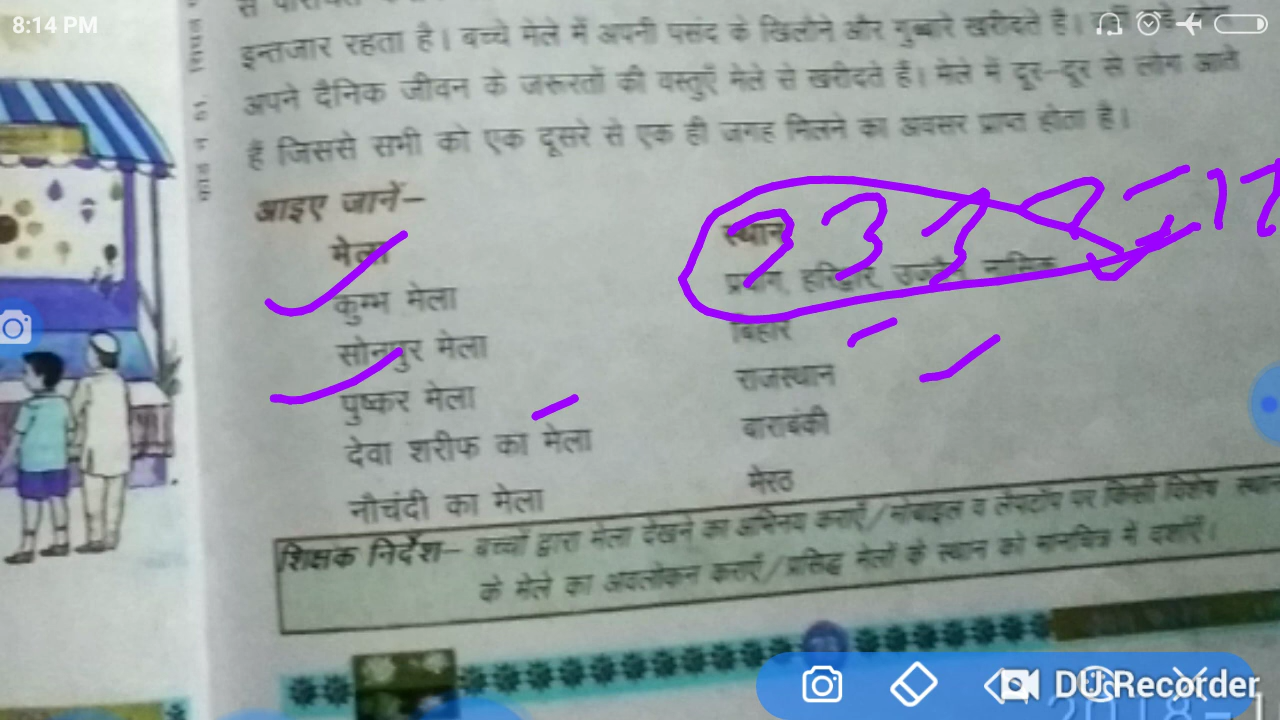 8:14 PM
इन्तजार रहता है। बच्चे मेले में अपनी पसंद के खिलौने और गुब्बारे खरीदते है।
अपने दैनिक जीवन के जरूरतों की वस्तुएँ मेले से खरीदते हैं। मेले में दूर-दूर से लोग आते
हैं जिससे सभी को एक दूसरे से एक ही जगह मिलने का अवसर प्राप्त होता है।
आइए जानें–
मेला स्थान
कुम्भ मेला प्रयाग, हरिद्वार, उज्जैन, नासिक
सोनपुर मेला बिहार
पुष्कर मेला राजस्थान
देवा शरीफ का मेला बाराबंकी
नौचंदी का मेला मेरठ
शिक्षक निर्देश– बच्चों द्वारा मेला देखने का अभिनय कराएँ/मोबाइल व लैपटॉप पर किसी विशेष स्थान
के मेले का अवलोकन कराएँ/प्रसिद्ध मेलों के स्थान को मानचित्र में दर्शाएँ।
DU Recorder